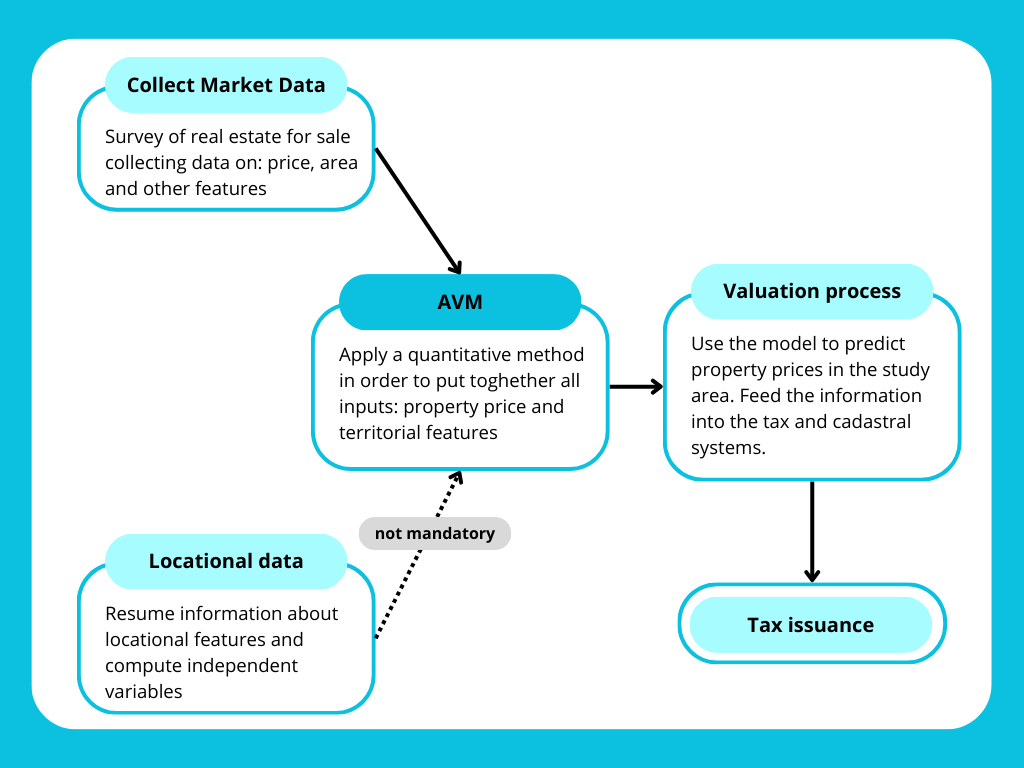 Collect Market Data
Survey of real estate for sale
collecting data on: price, area
and other features
AVM
Apply a quantitative method
in order to put toghether all
inputs: property price and
territorial features
Valuation process
Use the model to predict
property prices in the study
area. Feed the information
into the tax and cadastral
systems.
not mandatory
Locational data
Resume information about
locational features and
compute independent
variables
Tax issuance